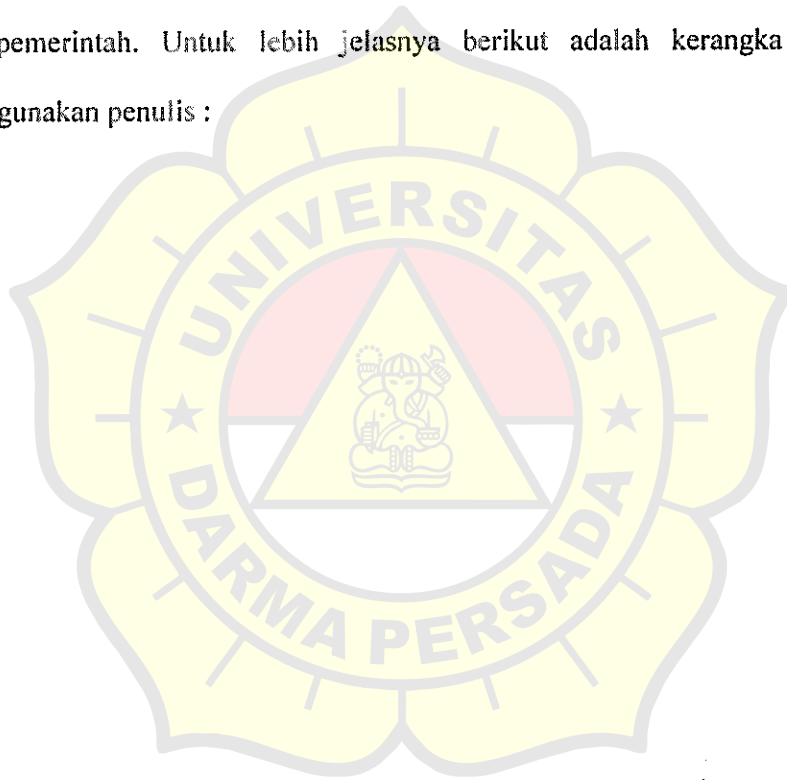 pemerintah. Untuk lebih jelasnya berikut adalah kerangka
gunakan penulis :
UNIVERSITAS
DARMA PERSADA